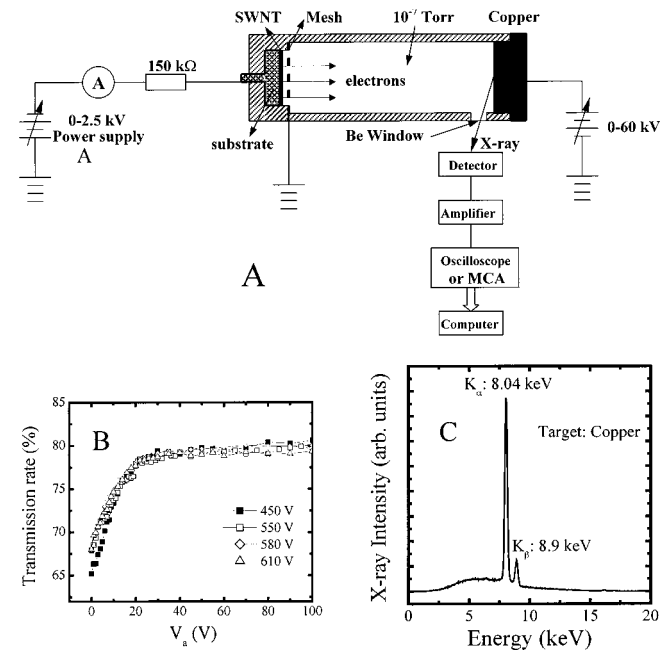 SWNT Mesh 10⁻⁷ Torr Copper
150 kΩ
A
electrons
0-2.5 kV
Power supply
A
substrate
Be Window
X-ray
0-60 kV
Detector
Amplifier
Oscilloscope
or MCA
Computer
A
B
Transmission rate (%)
85
80
75
70
65
450 V
550 V
580 V
610 V
0 20 40 60 80 100
Vₐ (V)
C
X-ray Intensity (arb. units)
K_α: 8.04 keV
Target: Copper
K_β: 8.9 keV
0 5 10 15 20
Energy (keV)